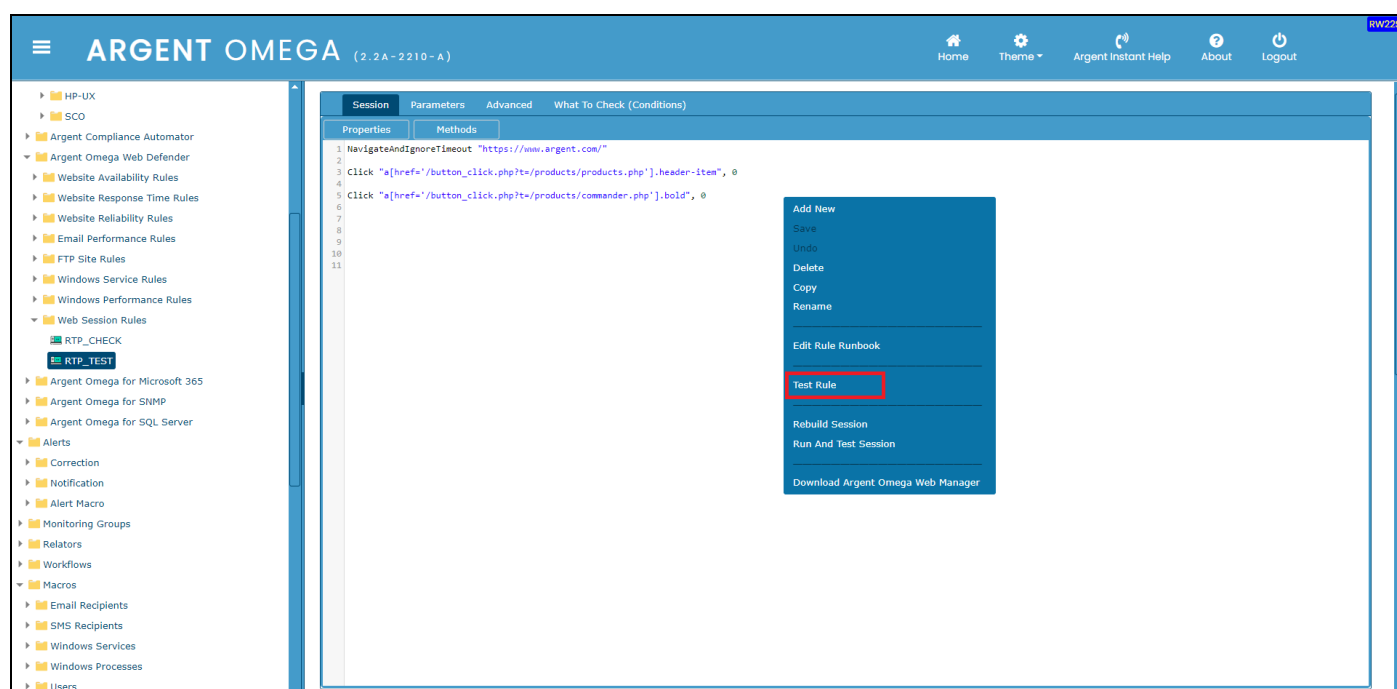 RW22
ARGENT OMEGA (2.2A-2210-A)
Home
Theme
Argent Instant Help
About
Logout
HP-UX
SCO
Argent Compliance Automator
Argent Omega Web Defender
Website Availability Rules
Website Response Time Rules
Website Reliability Rules
Email Performance Rules
FTP Site Rules
Windows Service Rules
Windows Performance Rules
Web Session Rules
RTP_CHECK
RTP_TEST
Argent Omega for Microsoft 365
Argent Omega for SNMP
Argent Omega for SQL Server
Alerts
Correction
Notification
Alert Macro
Monitoring Groups
Relators
Workflows
Macros
Email Recipients
SMS Recipients
Windows Services
Windows Processes
Users
Session Parameters Advanced What To Check (Conditions)
Properties Methods
1 NavigateAndIgnoreTimeout "https://www.argent.com/"
2
3 Click "a[href='/button_click.php?t=/products/products.php'].header-item", 0
4
5 Click "a[href='/button_click.php?t=/products/commander.php'].bold", 0
6
7
8
9
10
11
Add New
Save
Undo
Delete
Copy
Rename
Edit Rule Runbook
Test Rule
Rebuild Session
Run And Test Session
Download Argent Omega Web Manager